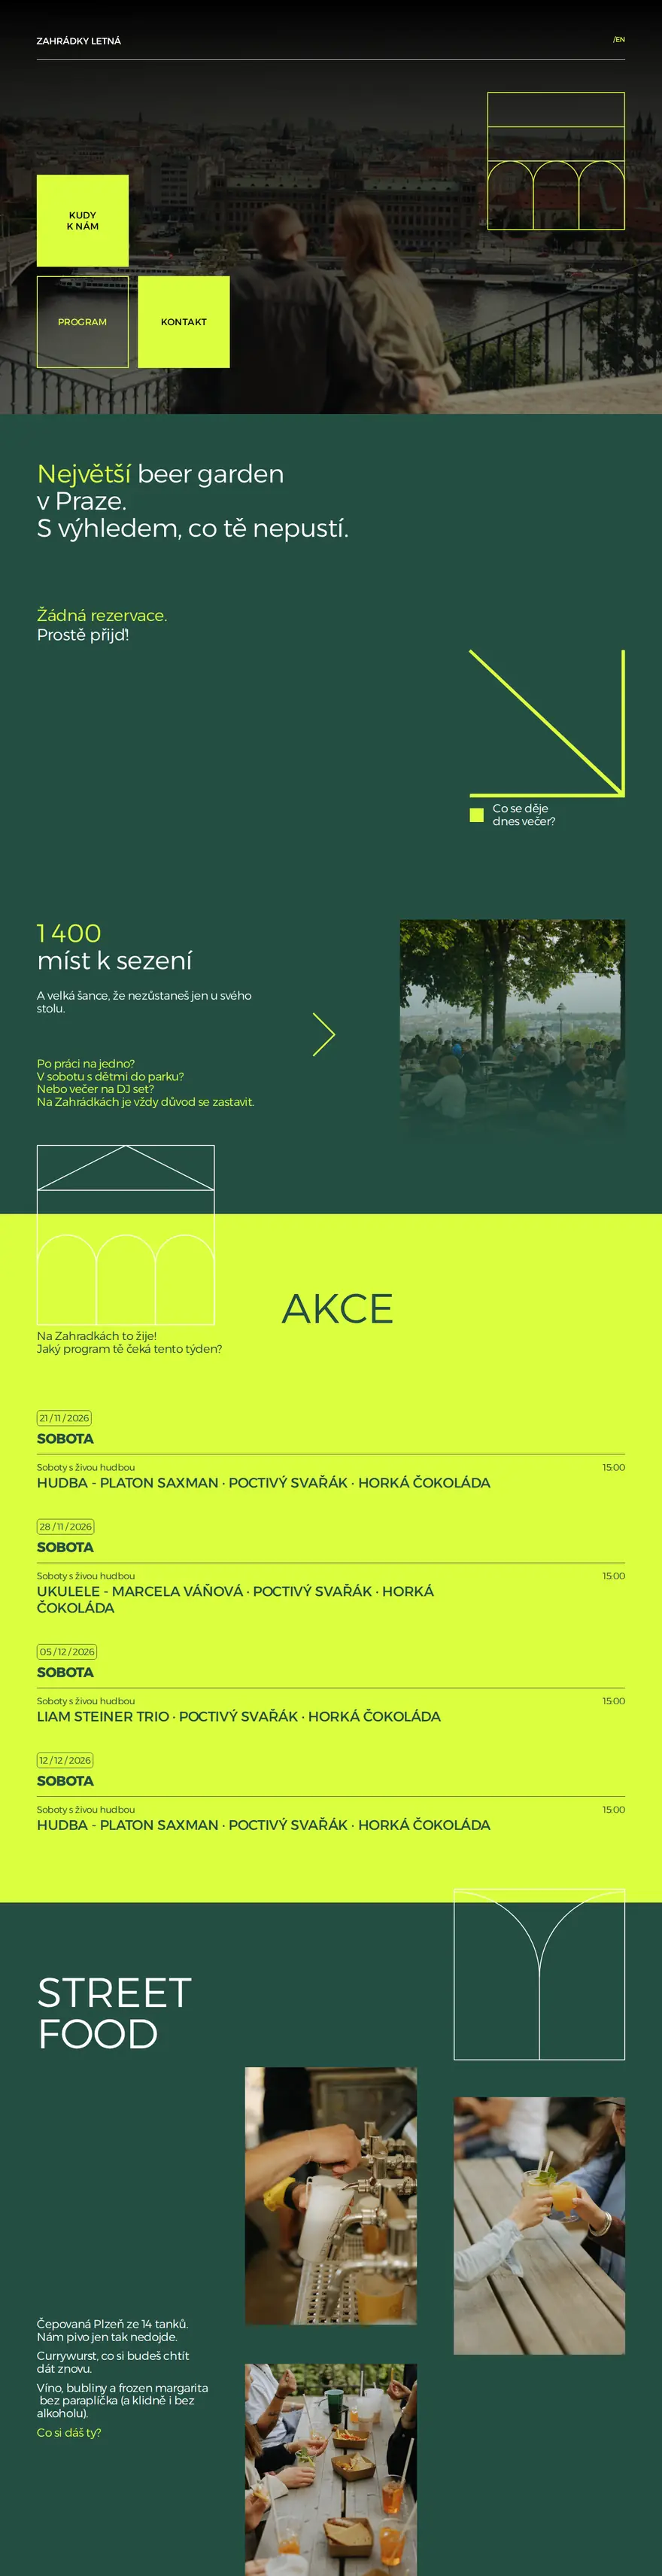 ZAHRÁDKY LETNÁ
/EN
KUDY
K NÁM
PROGRAM
KONTAKT
Největší beer garden
v Praze.
S výhledem, co tě nepustí.
Žádná rezervace.
Prostě přijď!
Co se děje
dnes večer?
1 400
míst k sezení
A velká šance, že nezůstaneš jen u svého
stolu.
Po práci na jedno?
V sobotu s dětmi do parku?
Nebo večer na DJ set?
Na Zahrádkách je vždy důvod se zastavit.
AKCE
Na Zahradkách to žije!
Jaký program tě čeká tento týden?
21 / 11 / 2026
SOBOTA
Soboty s živou hudbou
15:00
HUDBA - PLATON SAXMAN · POCTIVÝ SVAŘÁK · HORKÁ ČOKOLÁDA
28 / 11 / 2026
SOBOTA
Soboty s živou hudbou
15:00
UKULELE - MARCELA VÁŇOVÁ · POCTIVÝ SVAŘÁK · HORKÁ
ČOKOLÁDA
05 / 12 / 2026
SOBOTA
Soboty s živou hudbou
15:00
LIAM STEINER TRIO · POCTIVÝ SVAŘÁK · HORKÁ ČOKOLÁDA
12 / 12 / 2026
SOBOTA
Soboty s živou hudbou
15:00
HUDBA - PLATON SAXMAN · POCTIVÝ SVAŘÁK · HORKÁ ČOKOLÁDA
STREET
FOOD
Čepovaná Plzeň ze 14 tanků.
Nám pivo jen tak nedojde.
Currywurst, co si budeš chtít
dát znovu.
Víno, bubliny a frozen margarita
bez paraplíčka (a klidně i bez
alkoholu).
Co si dáš ty?